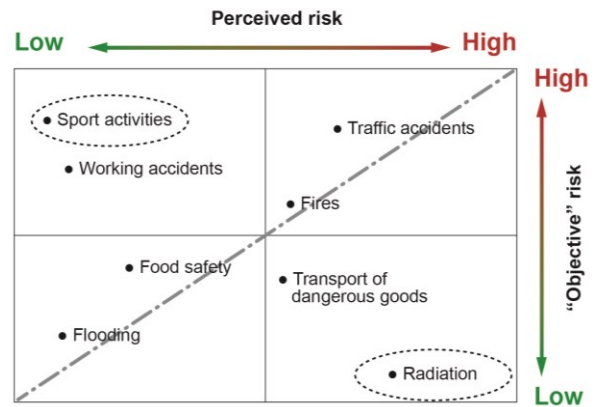 Perceived risk
Low
High
High
Sport activities
Traffic accidents
Working accidents
Fires
"Objective" risk
Food safety
Transport of
dangerous goods
Flooding
Radiation
Low